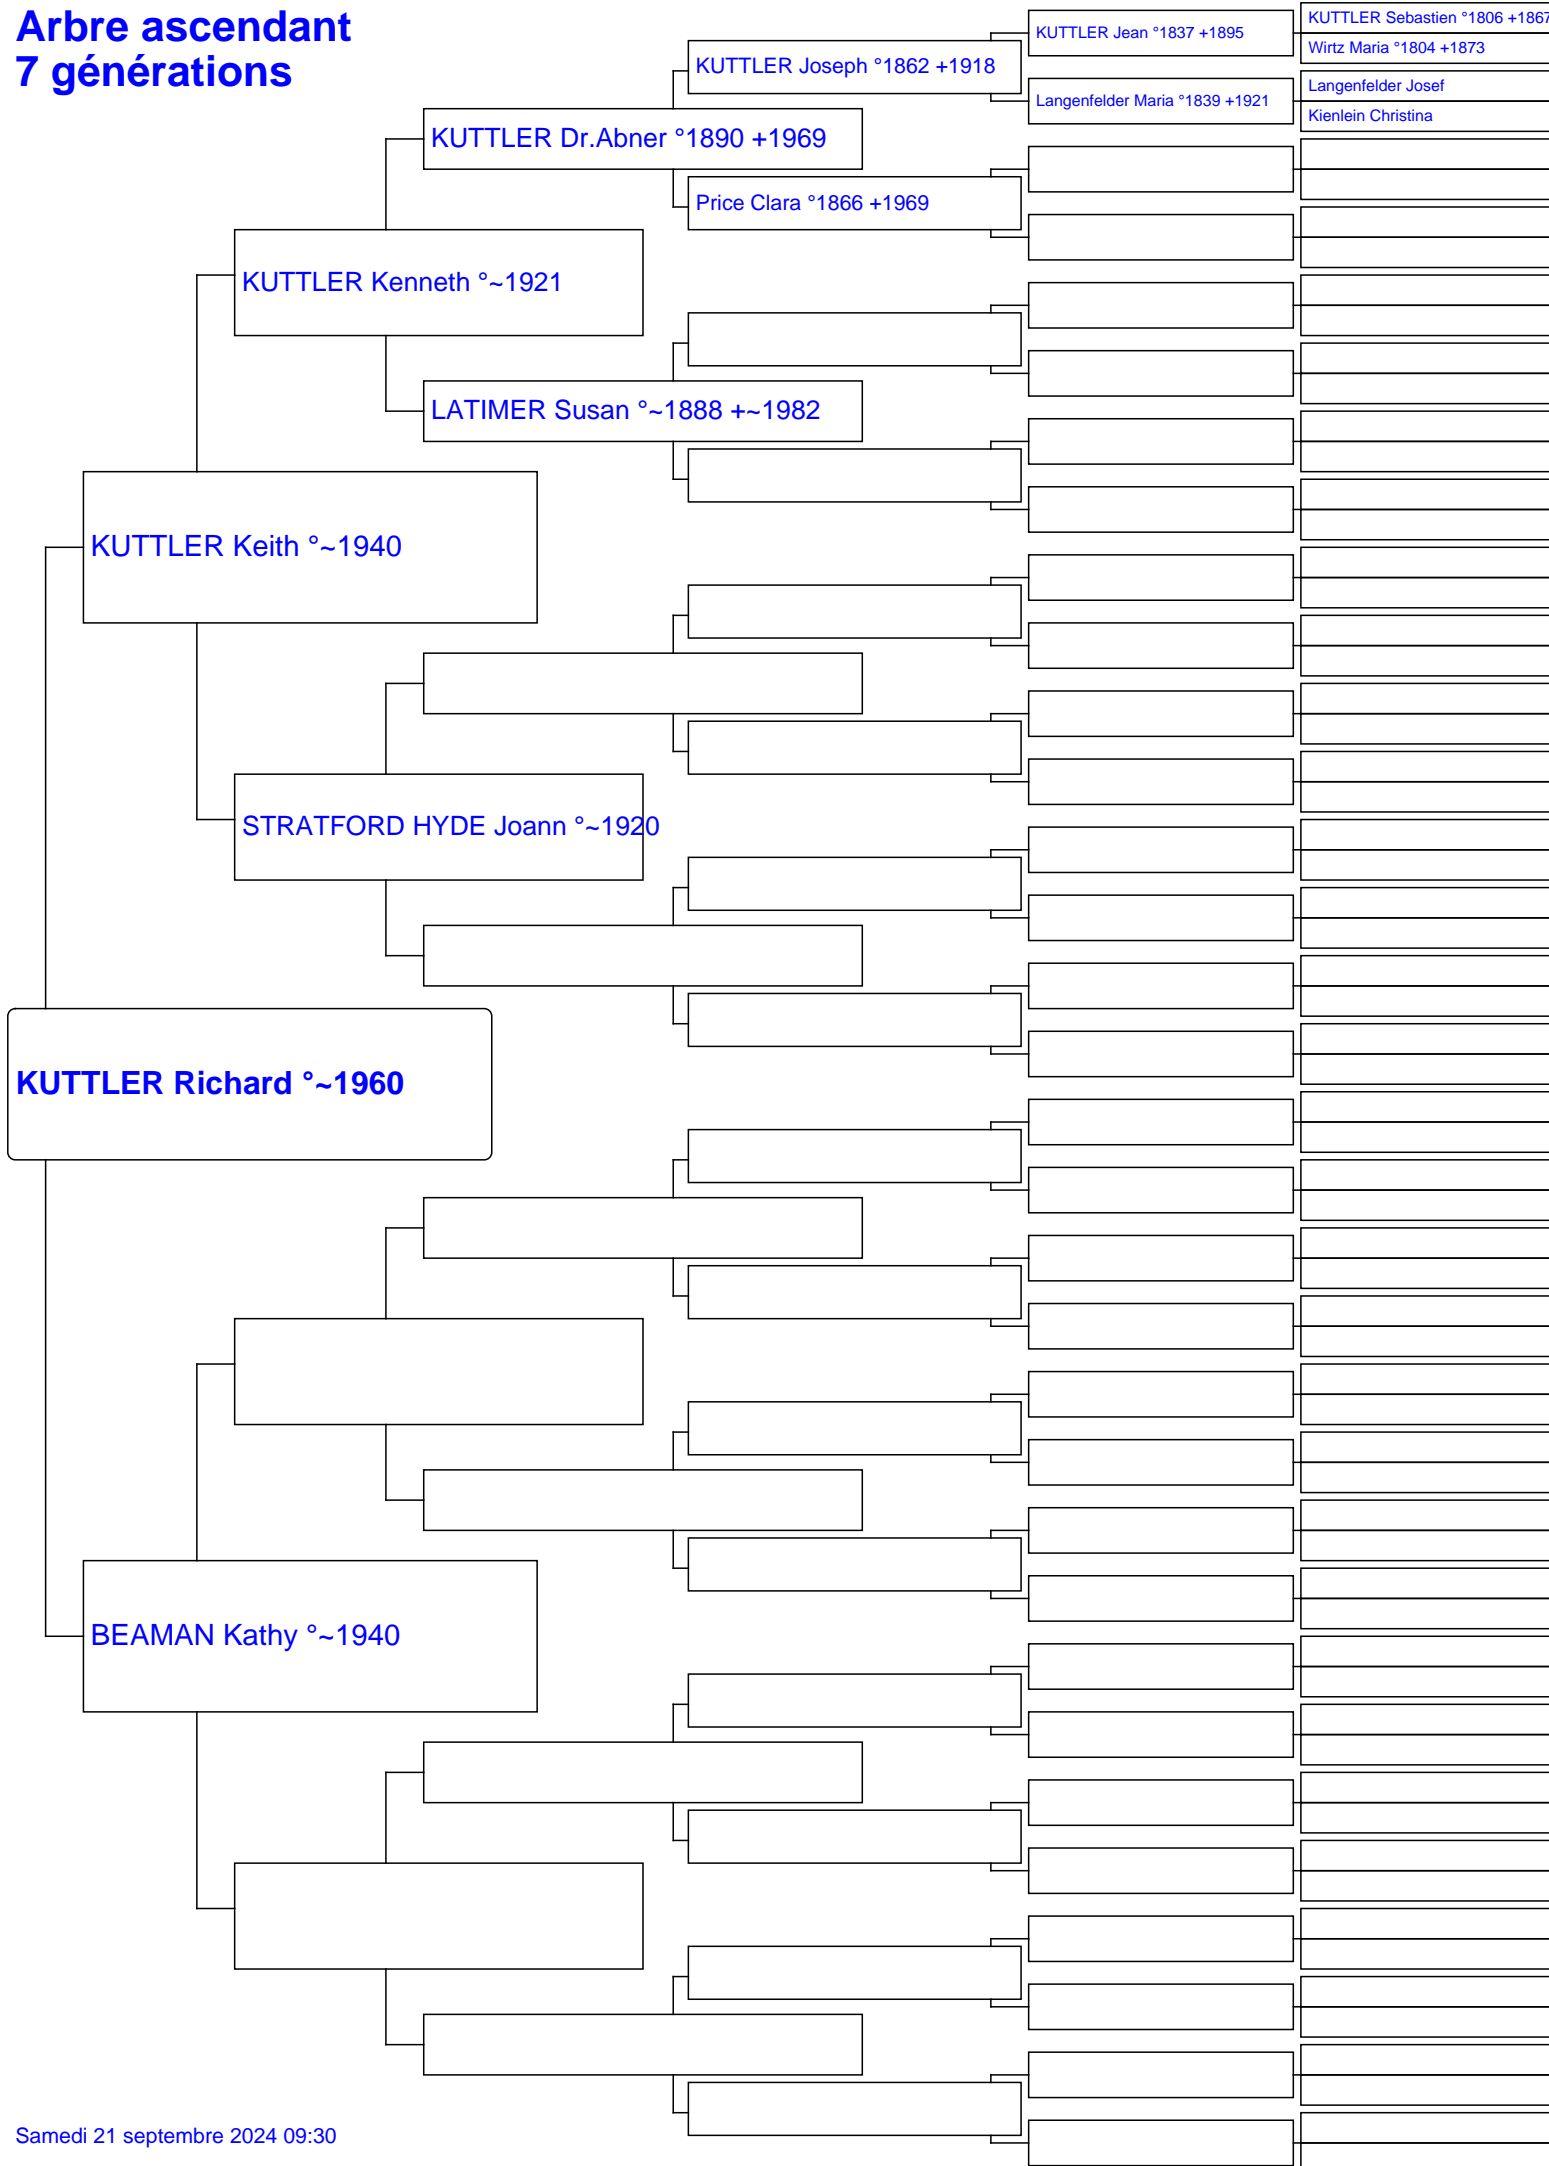 Arbre ascendant
7 générations
KUTTLER Jean °1837 +1895
KUTTLER Sebastien °1806 +1867
Wirtz Maria °1804 +1873
KUTTLER Joseph °1862 +1918
Langenfelder Maria °1839 +1921
Langenfelder Josef
Kienlein Christina
KUTTLER Dr.Abner °1890 +1969
Price Clara °1866 +1969
KUTTLER Kenneth °~1921
LATIMER Susan °~1888 +~1982
KUTTLER Keith °~1940
STRATFORD HYDE Joann °~1920
KUTTLER Richard °~1960
BEAMAN Kathy °~1940
Samedi 21 septembre 2024 09:30